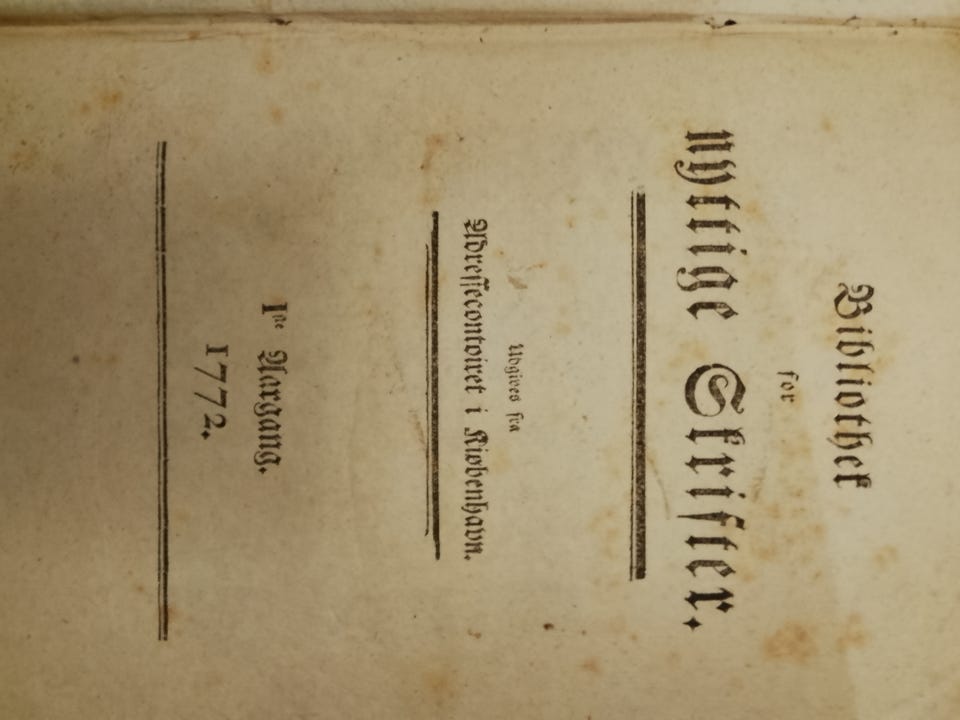 Bibliothek
for
nyttige Skrifter.
Udgives fra
Adressecontoiret i Kiøbenhavn.
1ste Aargang.
1772.